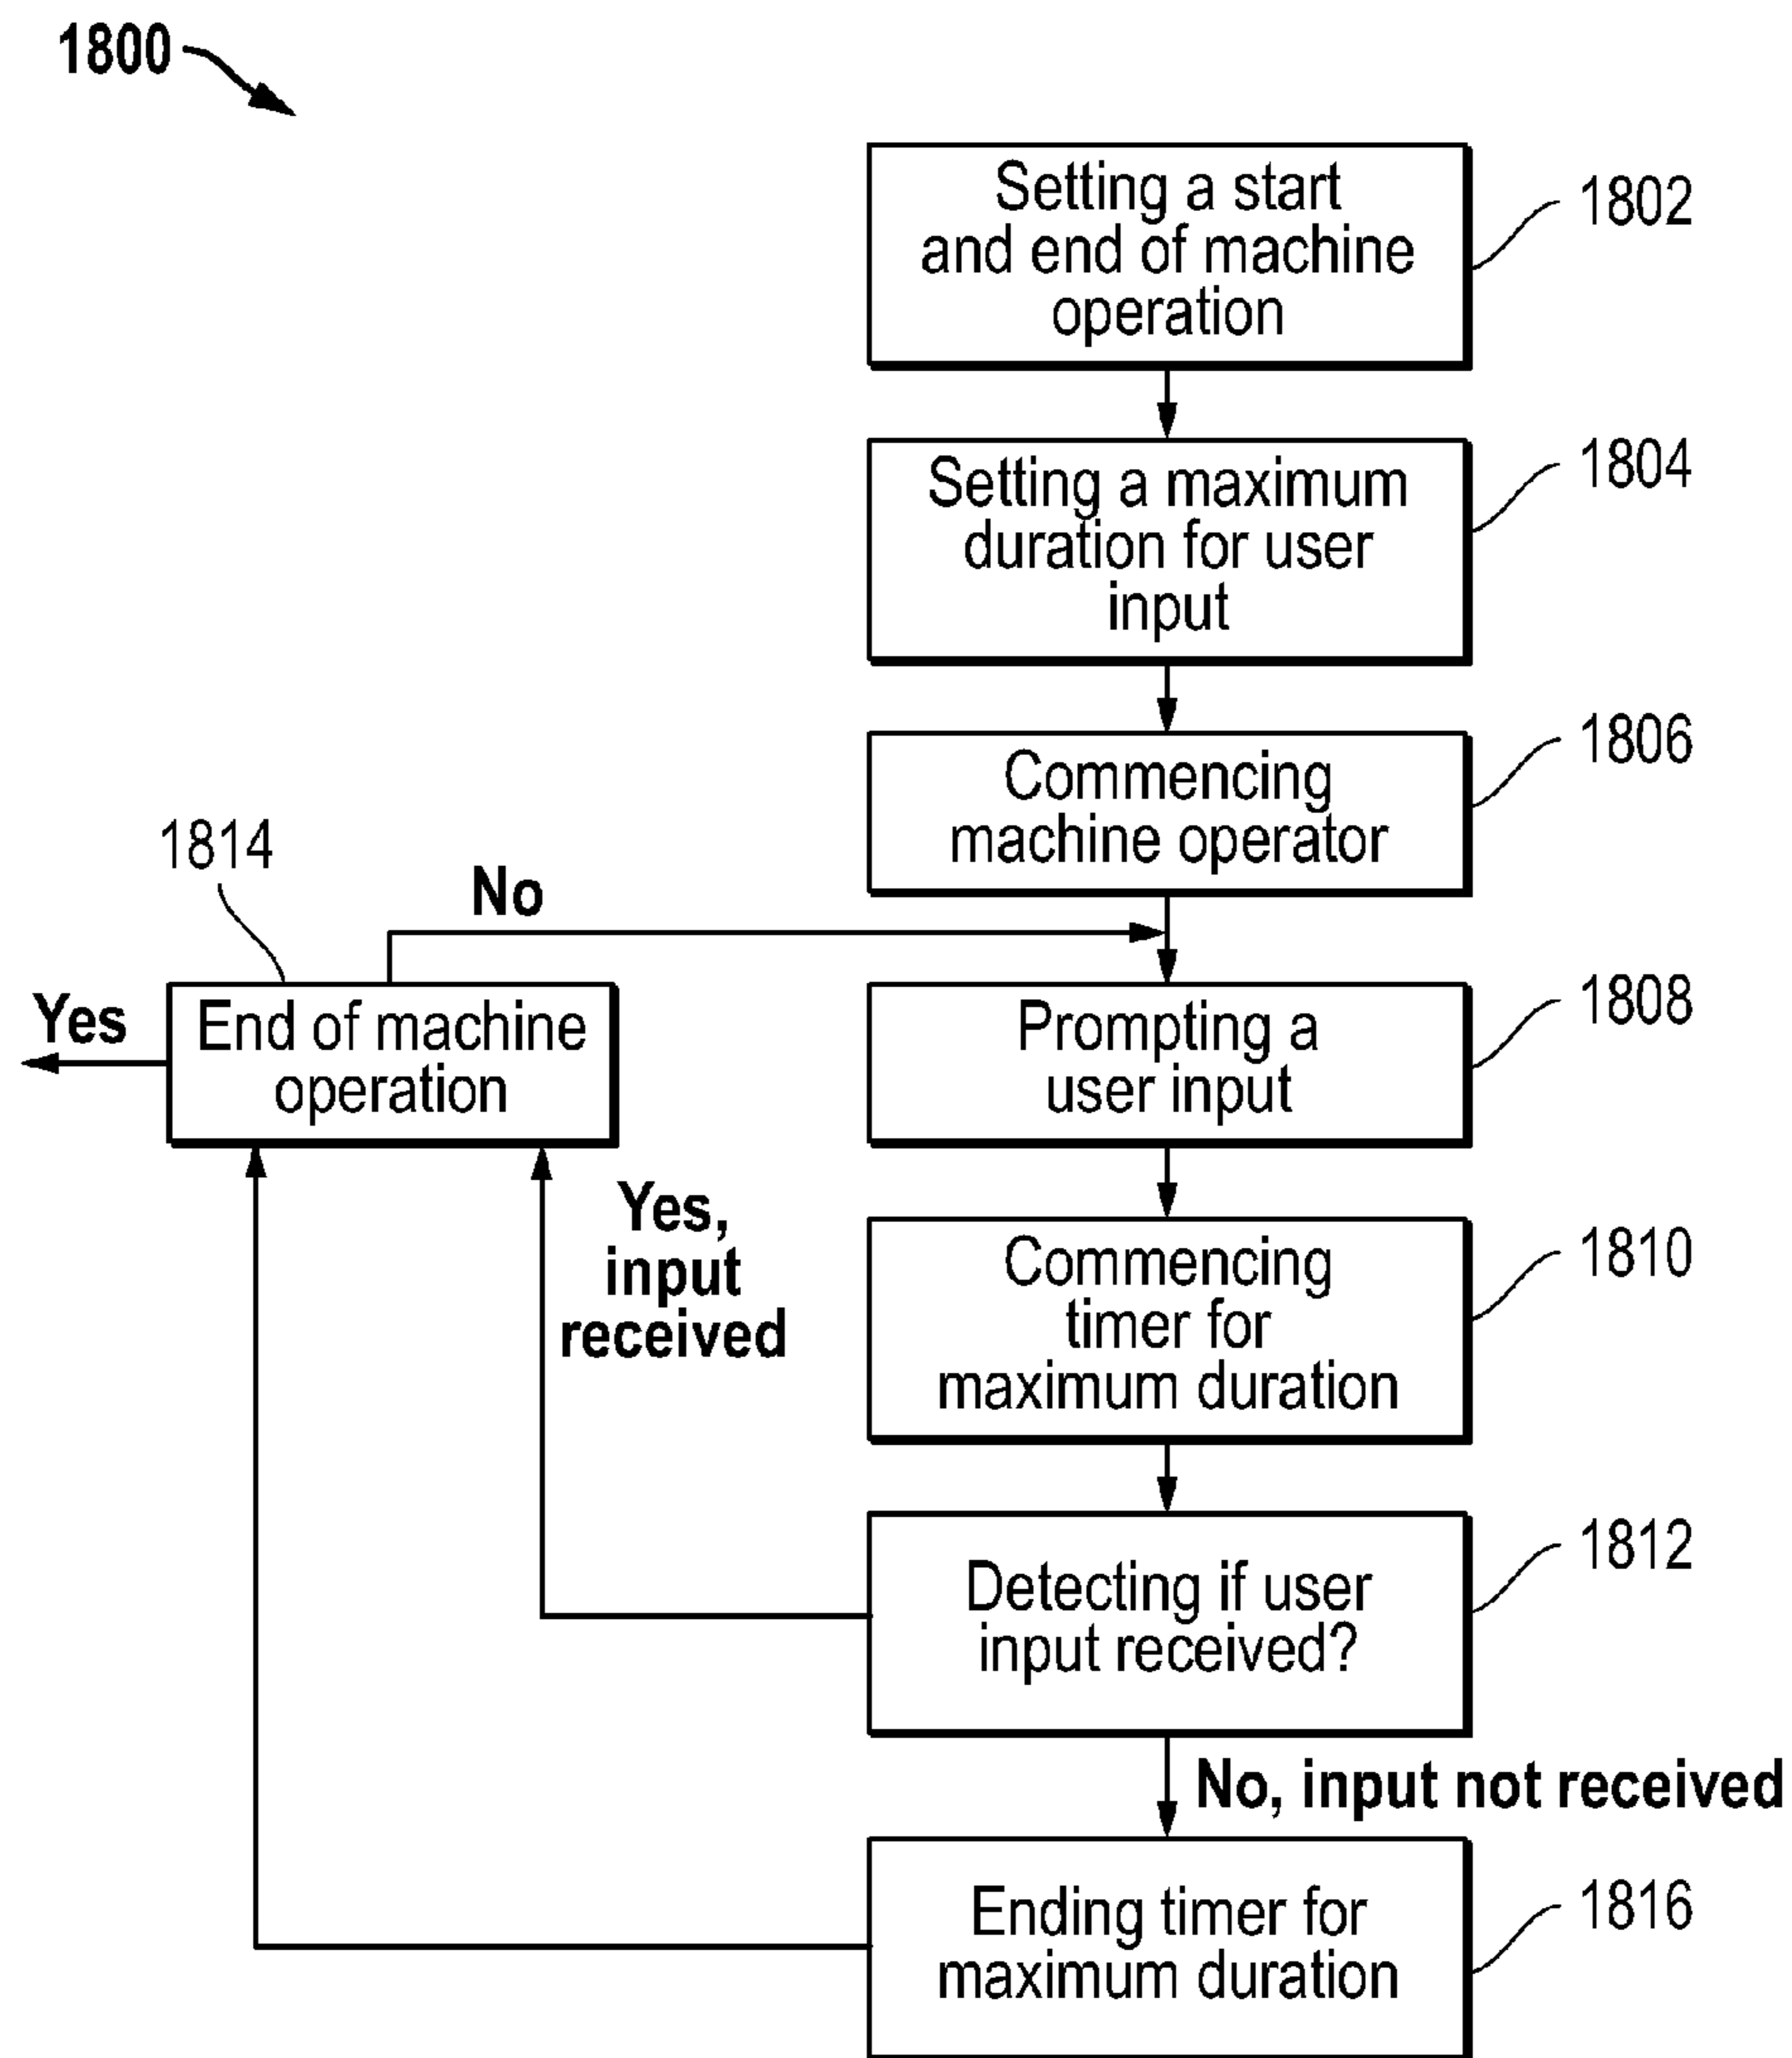 1800
Setting a start
and end of machine
operation
1802
Setting a maximum
duration for user
input
1804
Commencing
machine operator
1806
1814
No
Yes
End of machine
operation
Prompting a
user input
1808
Yes,
input
received
Commencing
timer for
maximum duration
1810
Detecting if user
input received?
1812
No, input not received
Ending timer for
maximum duration
1816